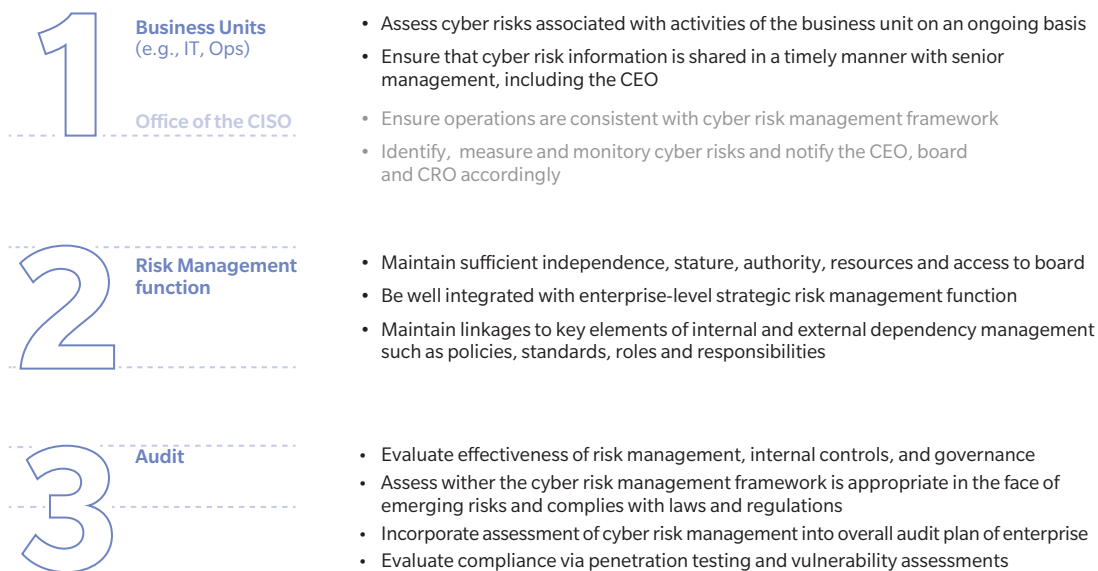 1
Business Units
(e.g., IT, Ops)
• Assess cyber risks associated with activities of the business unit on an ongoing basis
• Ensure that cyber risk information is shared in a timely manner with senior
management, including the CEO
Office of the CISO
• Ensure operations are consistent with cyber risk management framework
• Identify, measure and monitory cyber risks and notify the CEO, board
and CRO accordingly
2
Risk Management
function
• Maintain sufficient independence, stature, authority, resources and access to board
• Be well integrated with enterprise-level strategic risk management function
• Maintain linkages to key elements of internal and external dependency management
such as policies, standards, roles and responsibilities
3
Audit
• Evaluate effectiveness of risk management, internal controls, and governance
• Assess wither the cyber risk management framework is appropriate in the face of
emerging risks and complies with laws and regulations
• Incorporate assessment of cyber risk management into overall audit plan of enterprise
• Evaluate compliance via penetration testing and vulnerability assessments